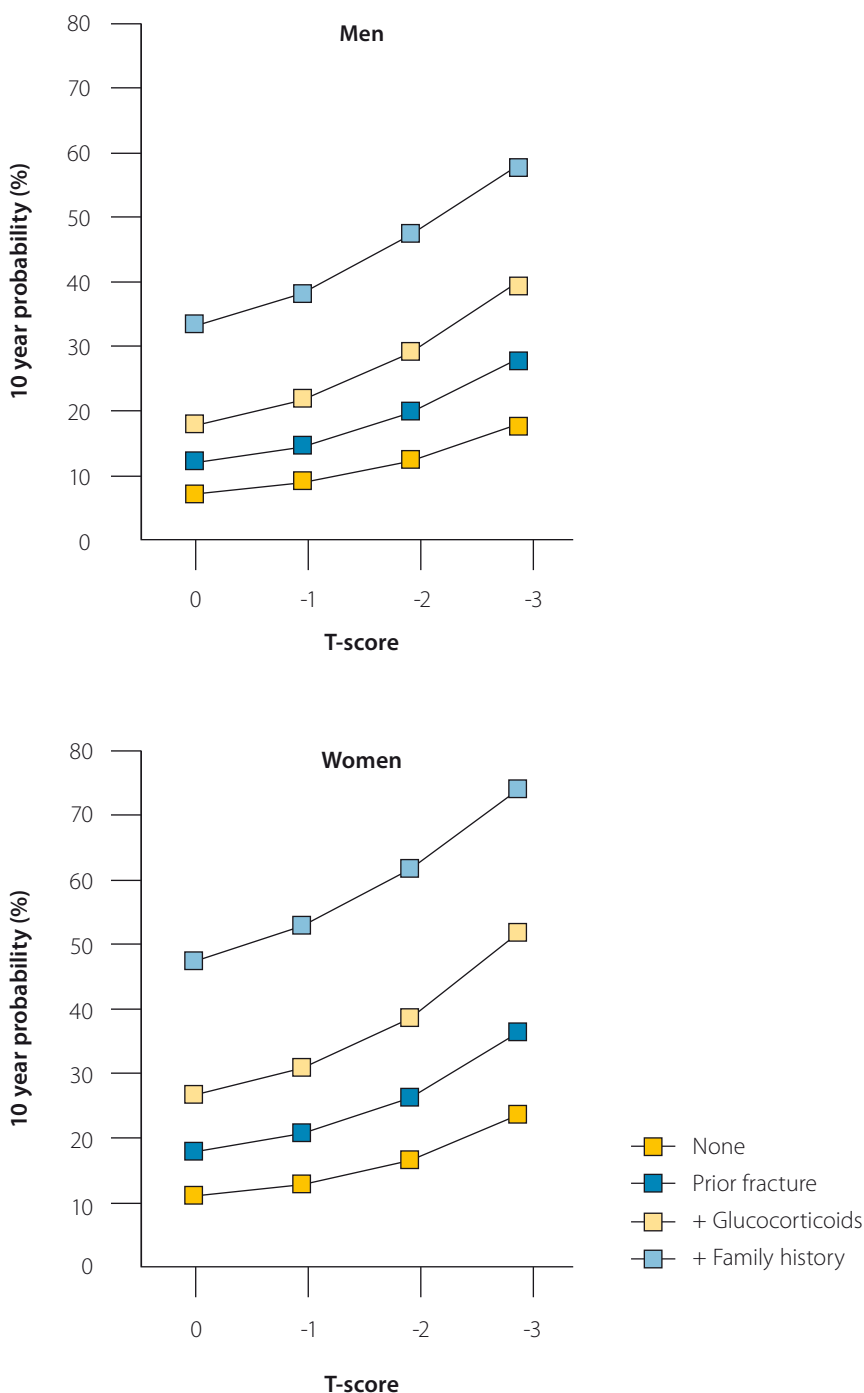 Men
80
70
60
50
40
30
20
10
0
10 year probability (%)
0 -1 -2 -3
T-score
Women
80
70
60
50
40
30
20
10
0
10 year probability (%)
0 -1 -2 -3
T-score
None
Prior fracture
+ Glucocorticoids
+ Family history